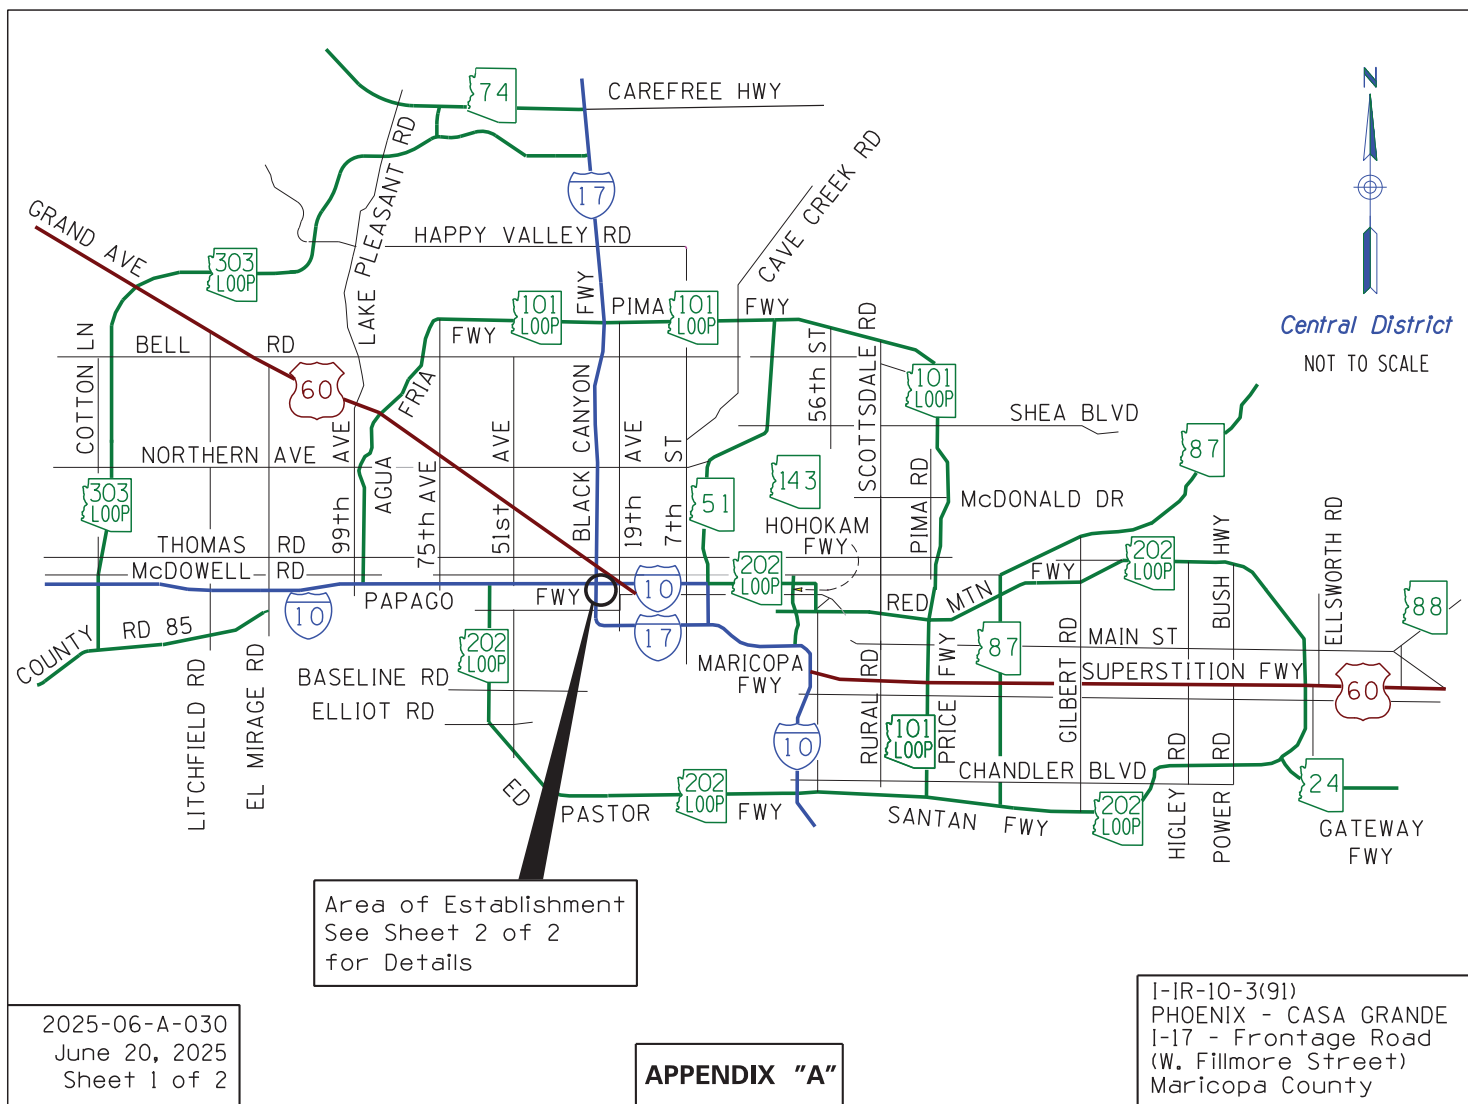 74
CAREFREE HWY
N
LAKE PLEASANT RD
17
CAVE CREEK RD
GRAND AVE
HAPPY VALLEY RD
303
LOOP
Central District
NOT TO SCALE
101
LOOP
FWY
PIMA
101
LOOP
FWY
FWY
COTTON LN
BELL RD
60
AGUA FRIA
BLACK CANYON
56th ST
SCOTTSDALE RD
101
LOOP
SHEA BLVD
NORTHERN AVE
99th AVE
75th AVE
51st AVE
19th AVE
7th ST
87
303
LOOP
51
143
PIMA RD
McDONALD DR
HOHOKAM
FWY
THOMAS RD
McDOWELL RD
202
LOOP
202
LOOP
FWY
BUSH HWY
ELLSWORTH RD
10
PAPAGO
FWY
10
RED MTN
88
COUNTY RD 85
202
LOOP
17
MARICOPA
FWY
87
MAIN ST
SUPERSTITION FWY
60
LITCHFIELD RD
EL MIRAGE RD
BASELINE RD
ELLIOT RD
10
RURAL RD
101
LOOP
PRICE FWY
GILBERT RD
CHANDLER BLVD
HIGLEY RD
POWER RD
ED
PASTOR
202
LOOP
FWY
SANTAN FWY
202
LOOP
24
GATEWAY
FWY
Area of Establishment
See Sheet 2 of 2
for Details
2025-06-A-030
June 20, 2025
Sheet 1 of 2
APPENDIX "A"
I-IR-10-3(91)
PHOENIX - CASA GRANDE
I-17 - Frontage Road
(W. Fillmore Street)
Maricopa County